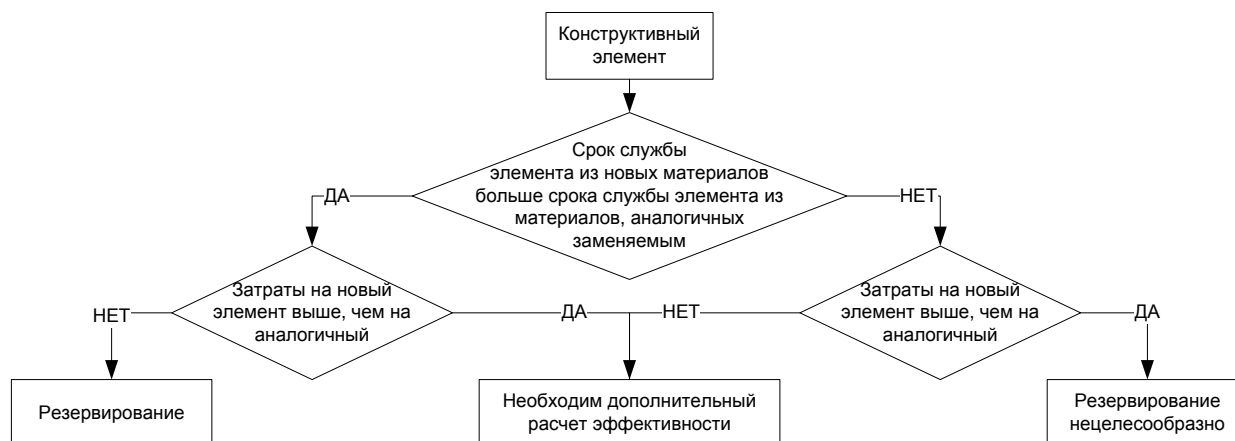 Конструктивный
элемент
Срок службы
элемента из новых материалов
больше срока службы элемента из
материалов, аналогичных
заменяемым
ДА
НЕТ
Затраты на новый
элемент выше, чем на
аналогичный
Затраты на новый
элемент выше, чем на
аналогичный
НЕТ
ДА
НЕТ
ДА
Резервирование
Необходим дополнительный
расчет эффективности
Резервирование
нецелесообразно